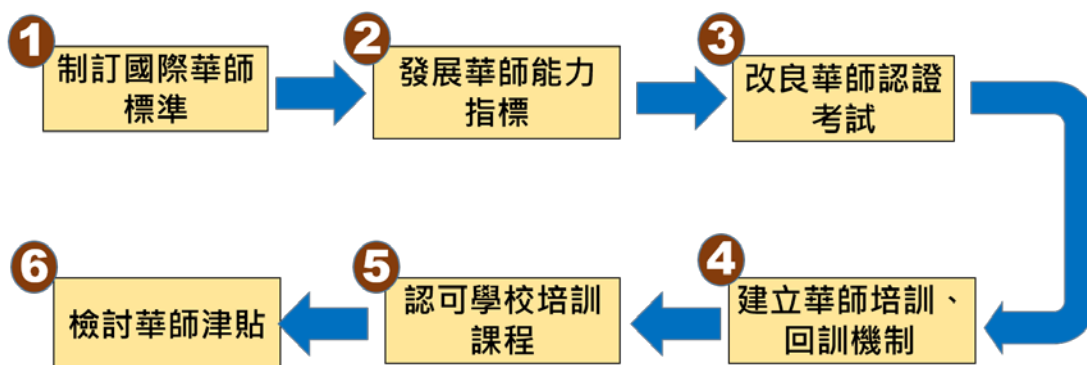 1
制訂國際華師
標準
2
發展華師能力
指標
3
改良華師認證
考試
4
建立華師培訓、
回訓機制
5
認可學校培訓
課程
6
檢討華師津貼